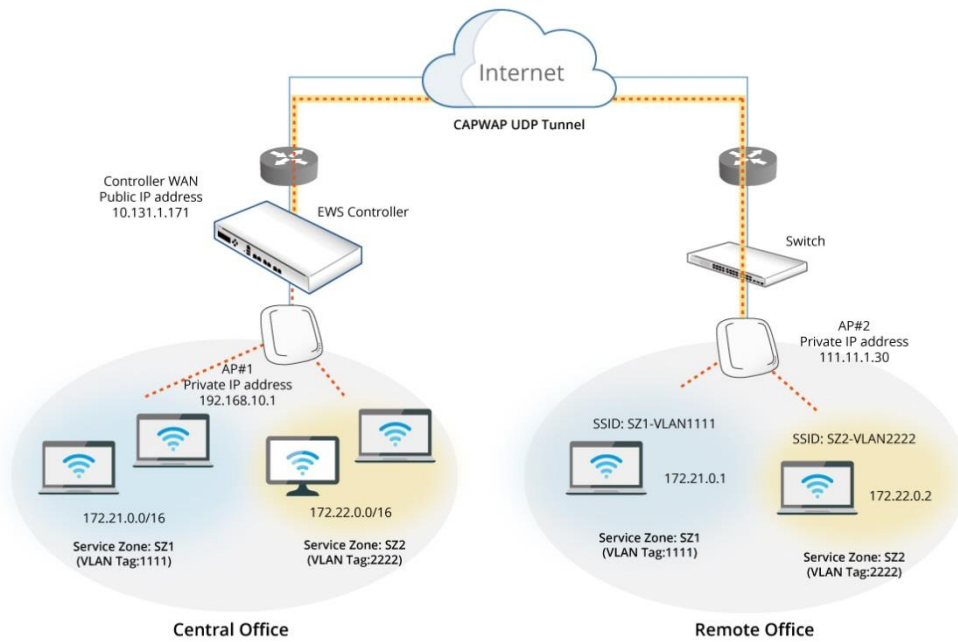 Internet
CAPWAP UDP Tunnel
Controller WAN
Public IP address
10.131.1.171
EWS Controller
Switch
AP#1
Private IP address
192.168.10.1
AP#2
Private IP address
111.11.1.30
172.21.0.0/16
Service Zone: SZ1
(VLAN Tag:1111)
172.22.0.0/16
Service Zone: SZ2
(VLAN Tag:2222)
SSID: SZ1-VLAN1111
172.21.0.1
Service Zone: SZ1
(VLAN Tag:1111)
SSID: SZ2-VLAN2222
172.22.0.2
Service Zone: SZ2
(VLAN Tag:2222)
Central Office
Remote Office